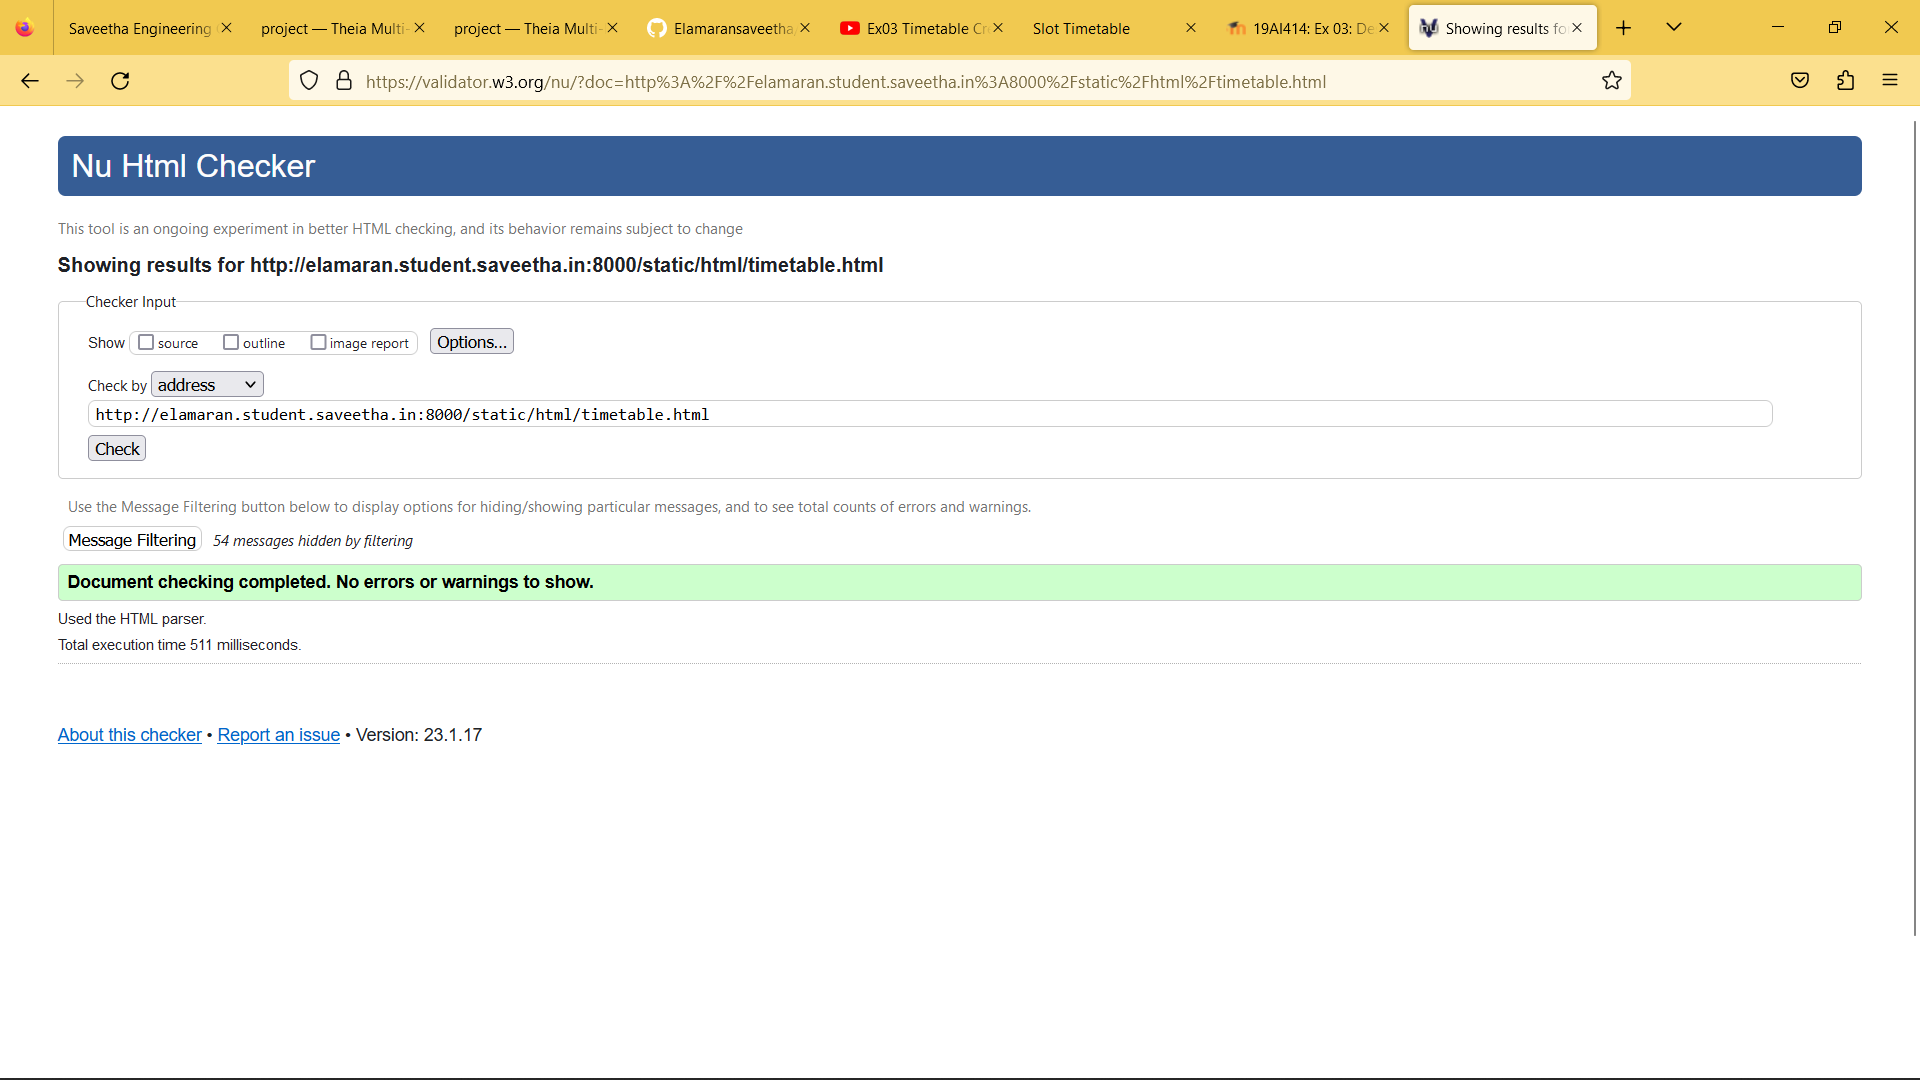 Saveetha Engineering
project — Theia Multi-
project — Theia Multi-
Elamaransaveetha
Ex03 Timetable Cr
Slot Timetable
19AI414: Ex 03: De
Showing results fo
https://validator.w3.org/nu/?doc=http%3A%2F%2Felamaran.student.saveetha.in%3A8000%2Fstatic%2Fhtml%2Ftimetable.html
Nu Html Checker
This tool is an ongoing experiment in better HTML checking, and its behavior remains subject to change
Showing results for http://elamaran.student.saveetha.in:8000/static/html/timetable.html
Checker Input
Show source outline image report Options...
Check by address
http://elamaran.student.saveetha.in:8000/static/html/timetable.html
Check
Use the Message Filtering button below to display options for hiding/showing particular messages, and to see total counts of errors and warnings.
Message Filtering 54 messages hidden by filtering
Document checking completed. No errors or warnings to show.
Used the HTML parser.
Total execution time 511 milliseconds.
About this checker • Report an issue • Version: 23.1.17